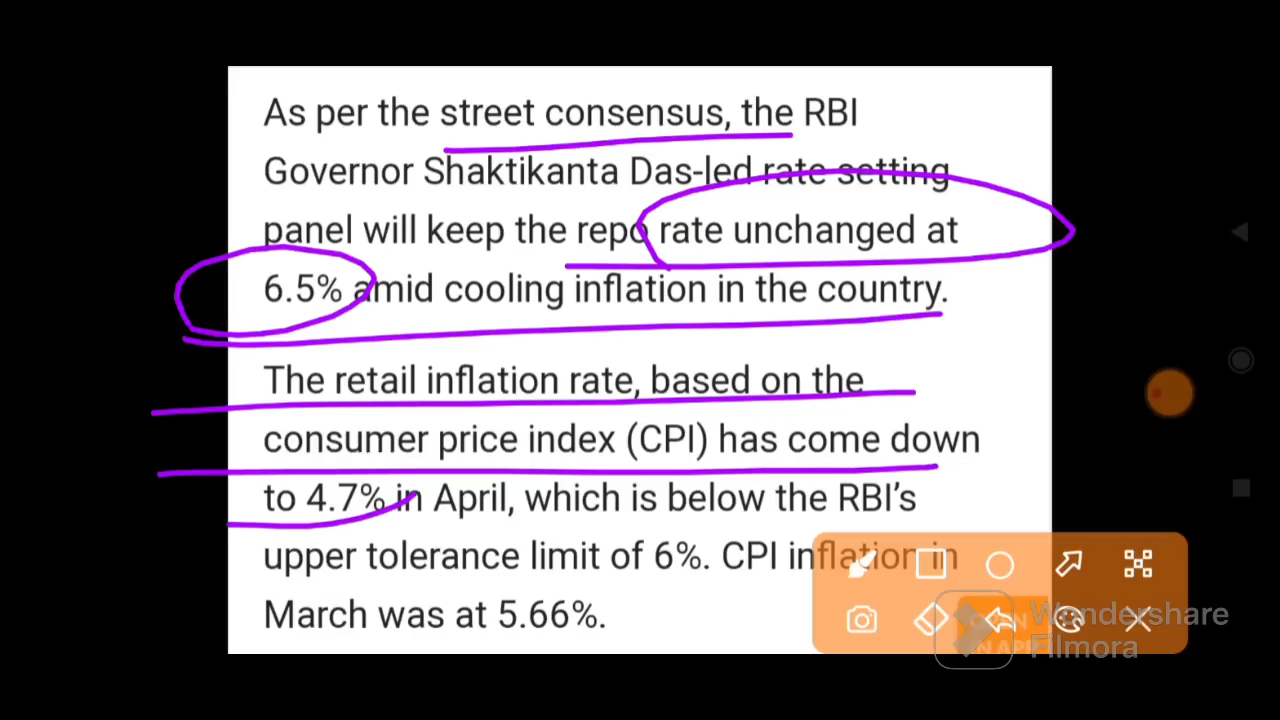 As per the street consensus, the RBI
Governor Shaktikanta Das-led rate setting
panel will keep the repo rate unchanged at
6.5% amid cooling inflation in the country.
The retail inflation rate, based on the
consumer price index (CPI) has come down
to 4.7% in April, which is below the RBI’s
upper tolerance limit of 6%. CPI inflation in
March was at 5.66%.
Wondershare
Filmora